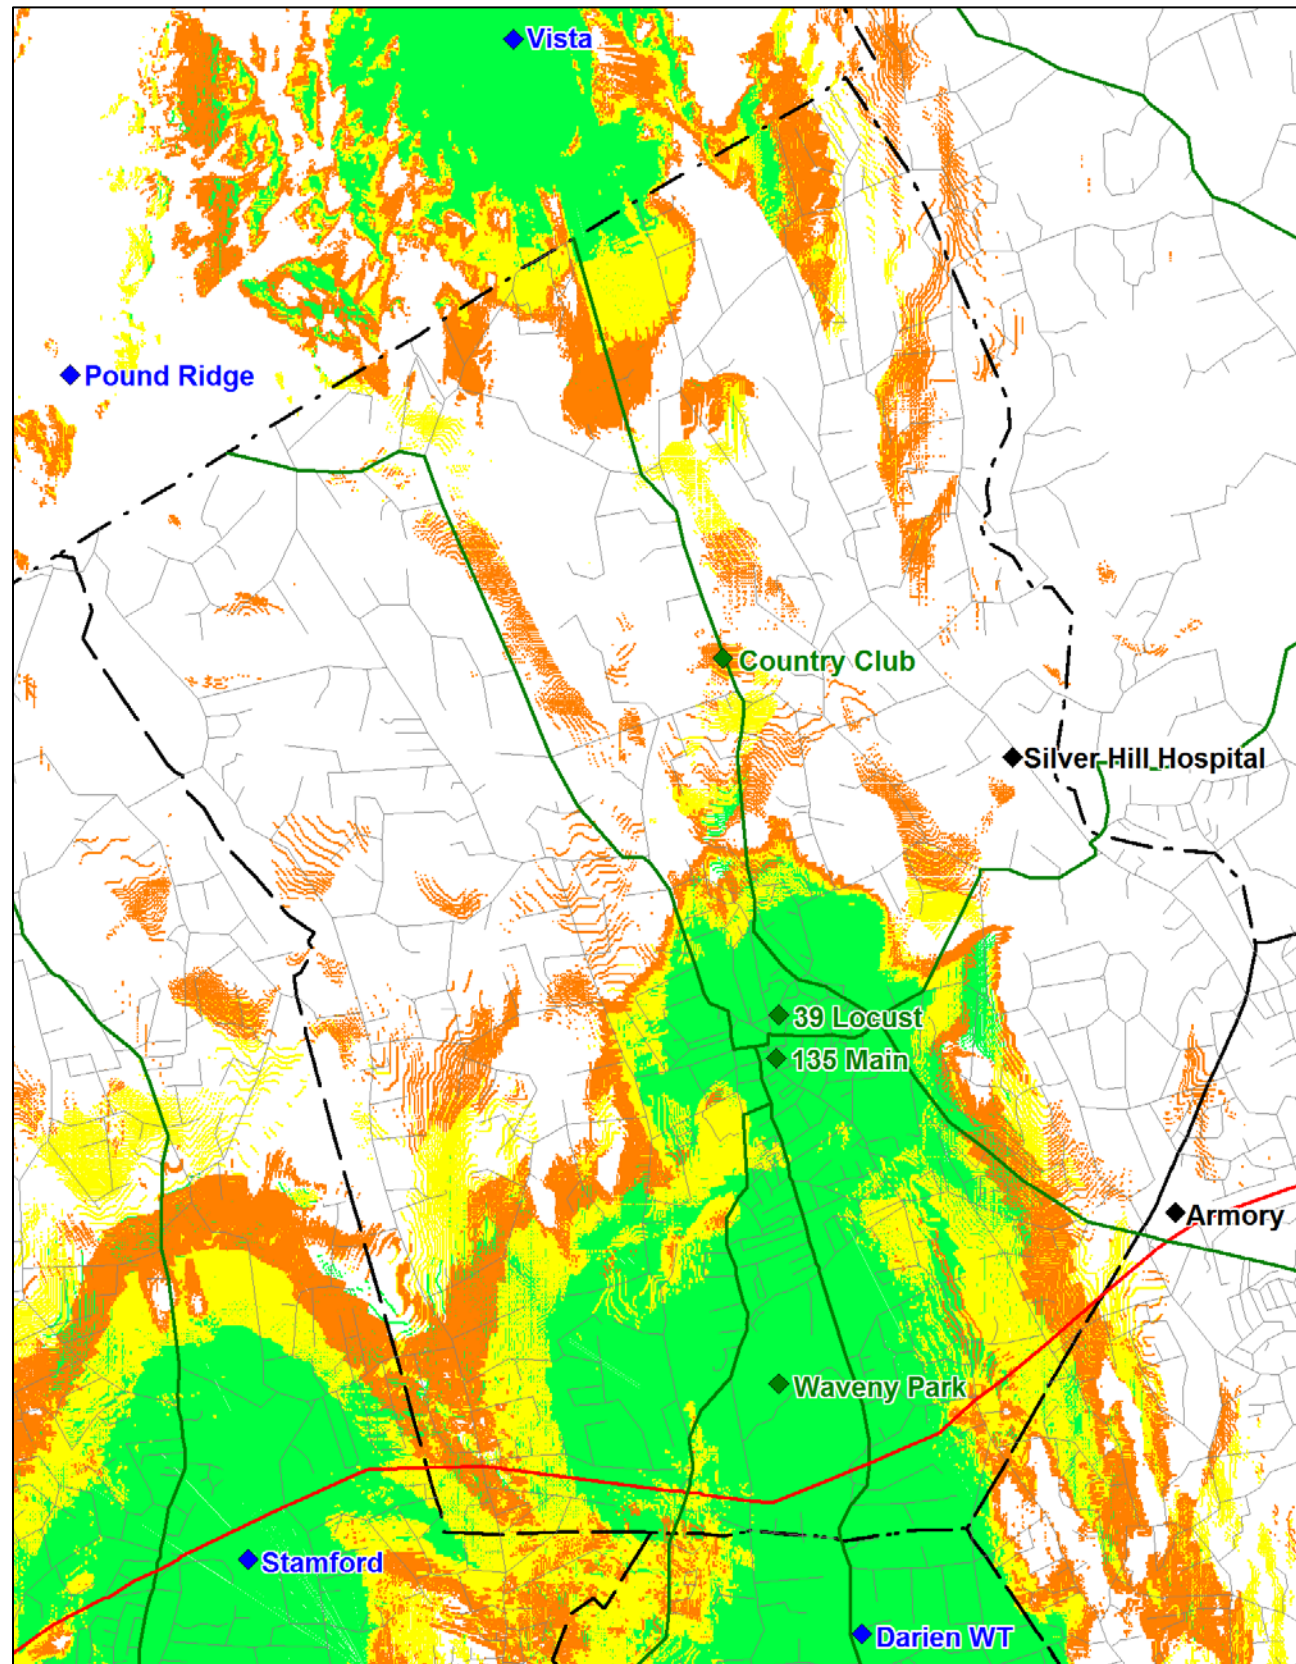 Vista
Pound Ridge
Country Club
Silver Hill Hospital
39 Locust
135 Main
Armory
Waveny Park
Stamford
Darien WT